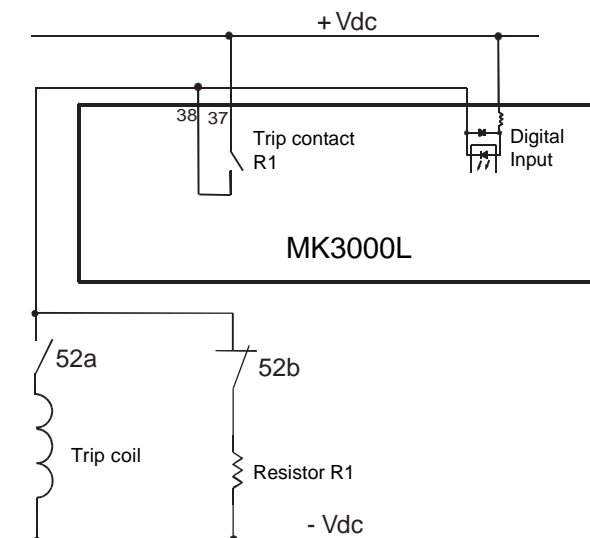 + Vdc
38 37
Trip contact
R1
Digital
Input
MK3000L
52a
52b
Trip coil
Resistor R1
- Vdc